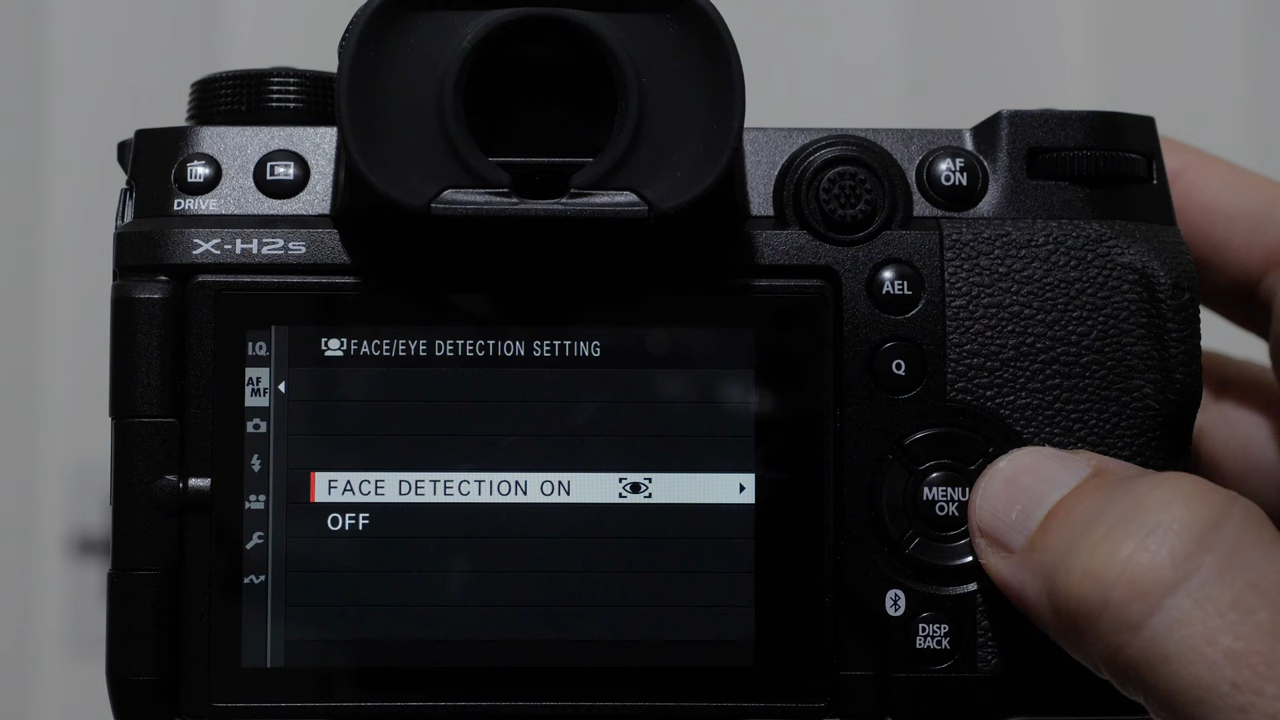 AF
ON
DRIVE
X-H2S
AEL
Q
I.Q.
FACE/EYE DETECTION SETTING
AF
MF
FACE DETECTION ON
OFF
MENU
OK
DISP
BACK